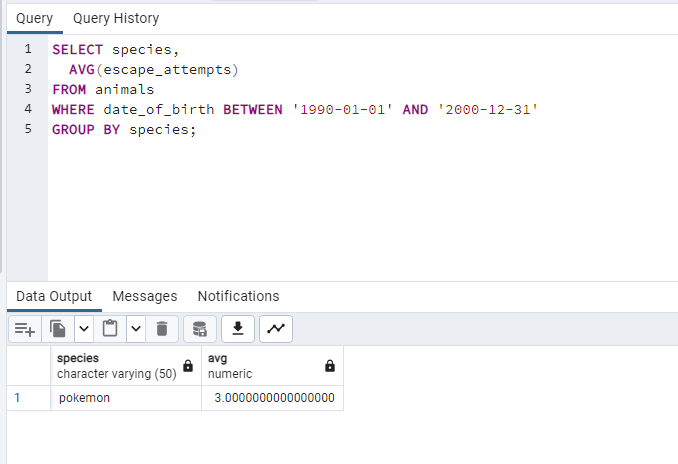 Query Query History
1 SELECT species,
2 AVG(escape_attempts)
3 FROM animals
4 WHERE date_of_birth BETWEEN '1990-01-01' AND '2000-12-31'
5 GROUP BY species;
Data Output Messages Notifications
species avg
character varying (50) numeric
1 pokemon 3.0000000000000000